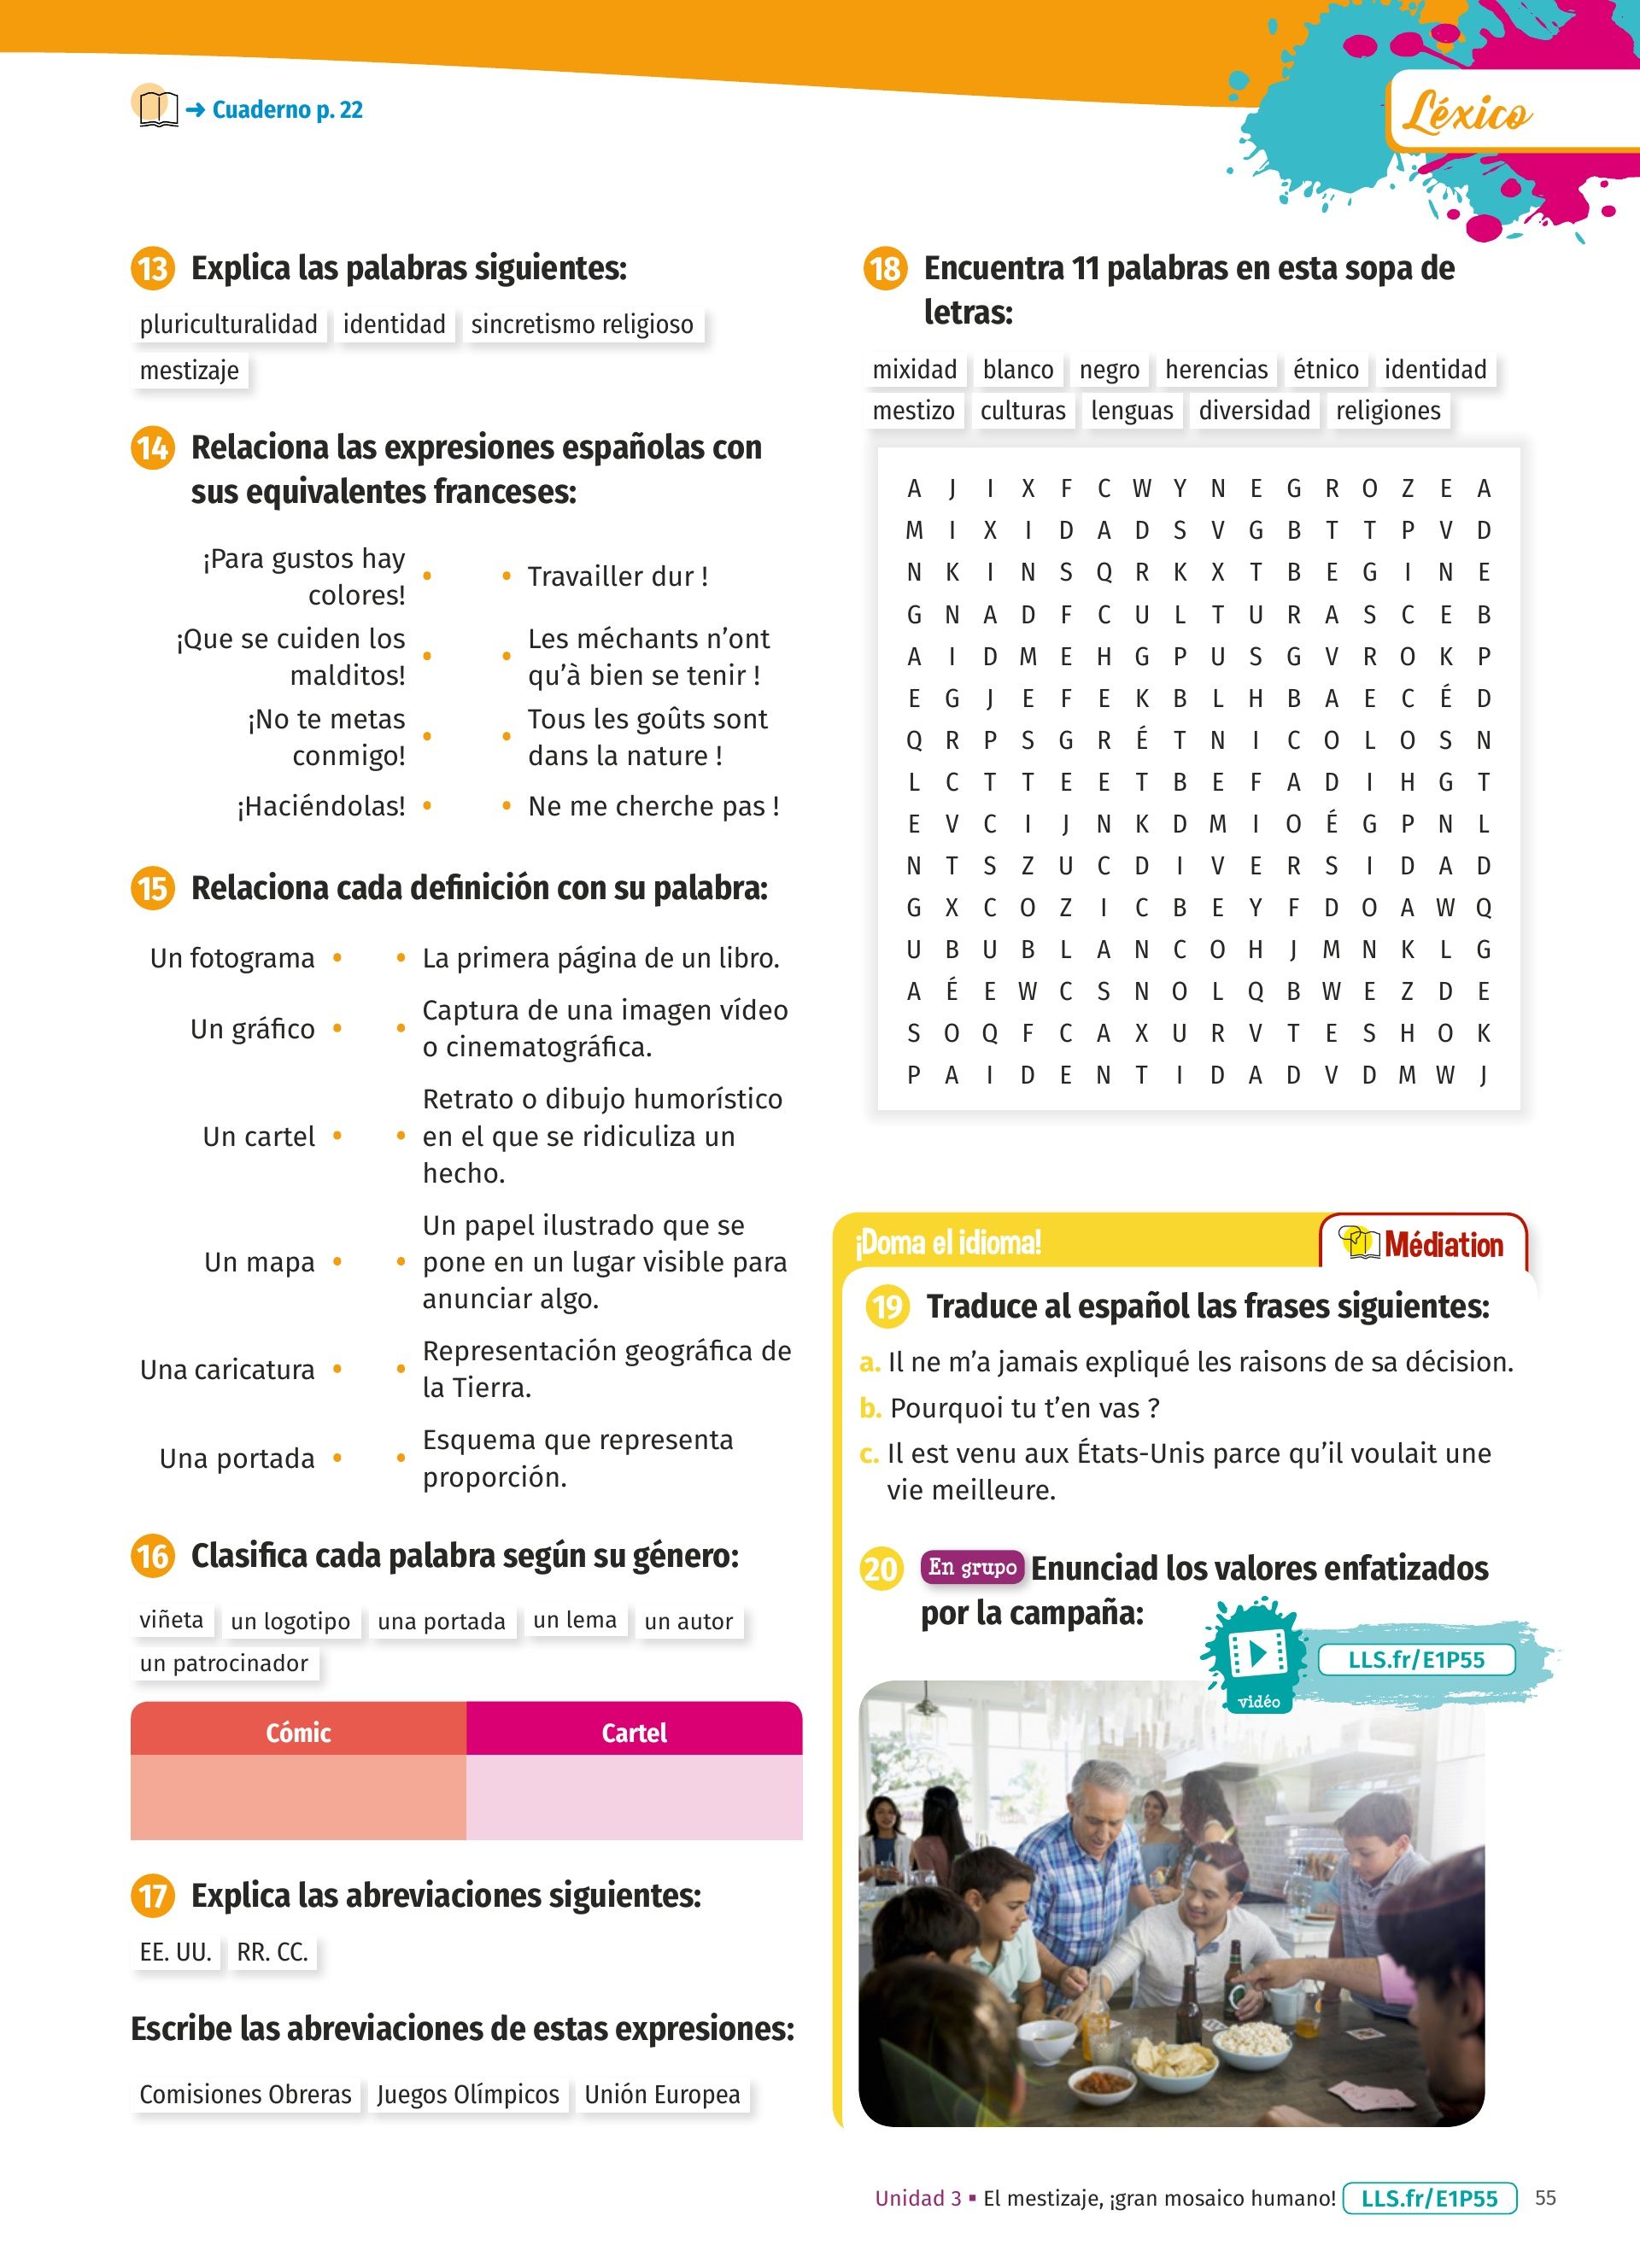 ➜ Cuaderno p. 22
Léxico
13 Explica las palabras siguientes:
pluriculturalidad identidad sincretismo religioso
mestizaje
14 Relaciona las expresiones españolas con
sus equivalentes franceses:
¡Para gustos hay
colores!
• • Travailler dur !
¡Que se cuiden los
malditos!
• • Les méchants n’ont
qu’à bien se tenir !
¡No te metas
conmigo!
• • Tous les goûts sont
dans la nature !
¡Haciéndolas! • • Ne me cherche pas !
15 Relaciona cada definición con su palabra:
Un fotograma • • La primera página de un libro.
Un gráfico • • Captura de una imagen vídeo
o cinematográfica.
Un cartel • • Retrato o dibujo humorístico
en el que se ridiculiza un
hecho.
Un mapa • • Un papel ilustrado que se
pone en un lugar visible para
anunciar algo.
Una caricatura • • Representación geográfica de
la Tierra.
Una portada • • Esquema que representa
proporción.
16 Clasifica cada palabra según su género:
viñeta un logotipo una portada un lema un autor
un patrocinador
Cómic Cartel
17 Explica las abreviaciones siguientes:
EE. UU. RR. CC.
Escribe las abreviaciones de estas expresiones:
Comisiones Obreras Juegos Olímpicos Unión Europea
18 Encuentra 11 palabras en esta sopa de
letras:
mixidad blanco negro herencias étnico identidad
mestizo culturas lenguas diversidad religiones
A J I X F C W Y N E G R O Z E A
M I X I D A D S V G B T T P V D
N K I N S Q R K X T B E G I N E
G N A D F C U L T U R A S C E B
A I D M E H G P U S G V R O K P
E G J E F E K B L H B A E C É D
Q R P S G R É T N I C O L O S N
L C T T E E T B E F A D I H G T
E V C I J N K D M I O É G P N L
N T S Z U C D I V E R S I D A D
G X C O Z I C B E Y F D O A W Q
U B U B L A N C O H J M N K L G
A É E W C S N O L Q B W E Z D E
S O Q F C A X U R V T E S H O K
P A I D E N T I D A D V D M W J
¡Doma el idioma!
Médiation
19 Traduce al español las frases siguientes:
a. Il ne m’a jamais expliqué les raisons de sa décision.
b. Pourquoi tu t’en vas ?
c. Il est venu aux États-Unis parce qu’il voulait une
vie meilleure.
20 En grupo Enunciad los valores enfatizados
por la campaña:
vidéo
LLS.fr/E1P55
Unidad 3 ▪ El mestizaje, ¡gran mosaico humano! LLS.fr/E1P55 55